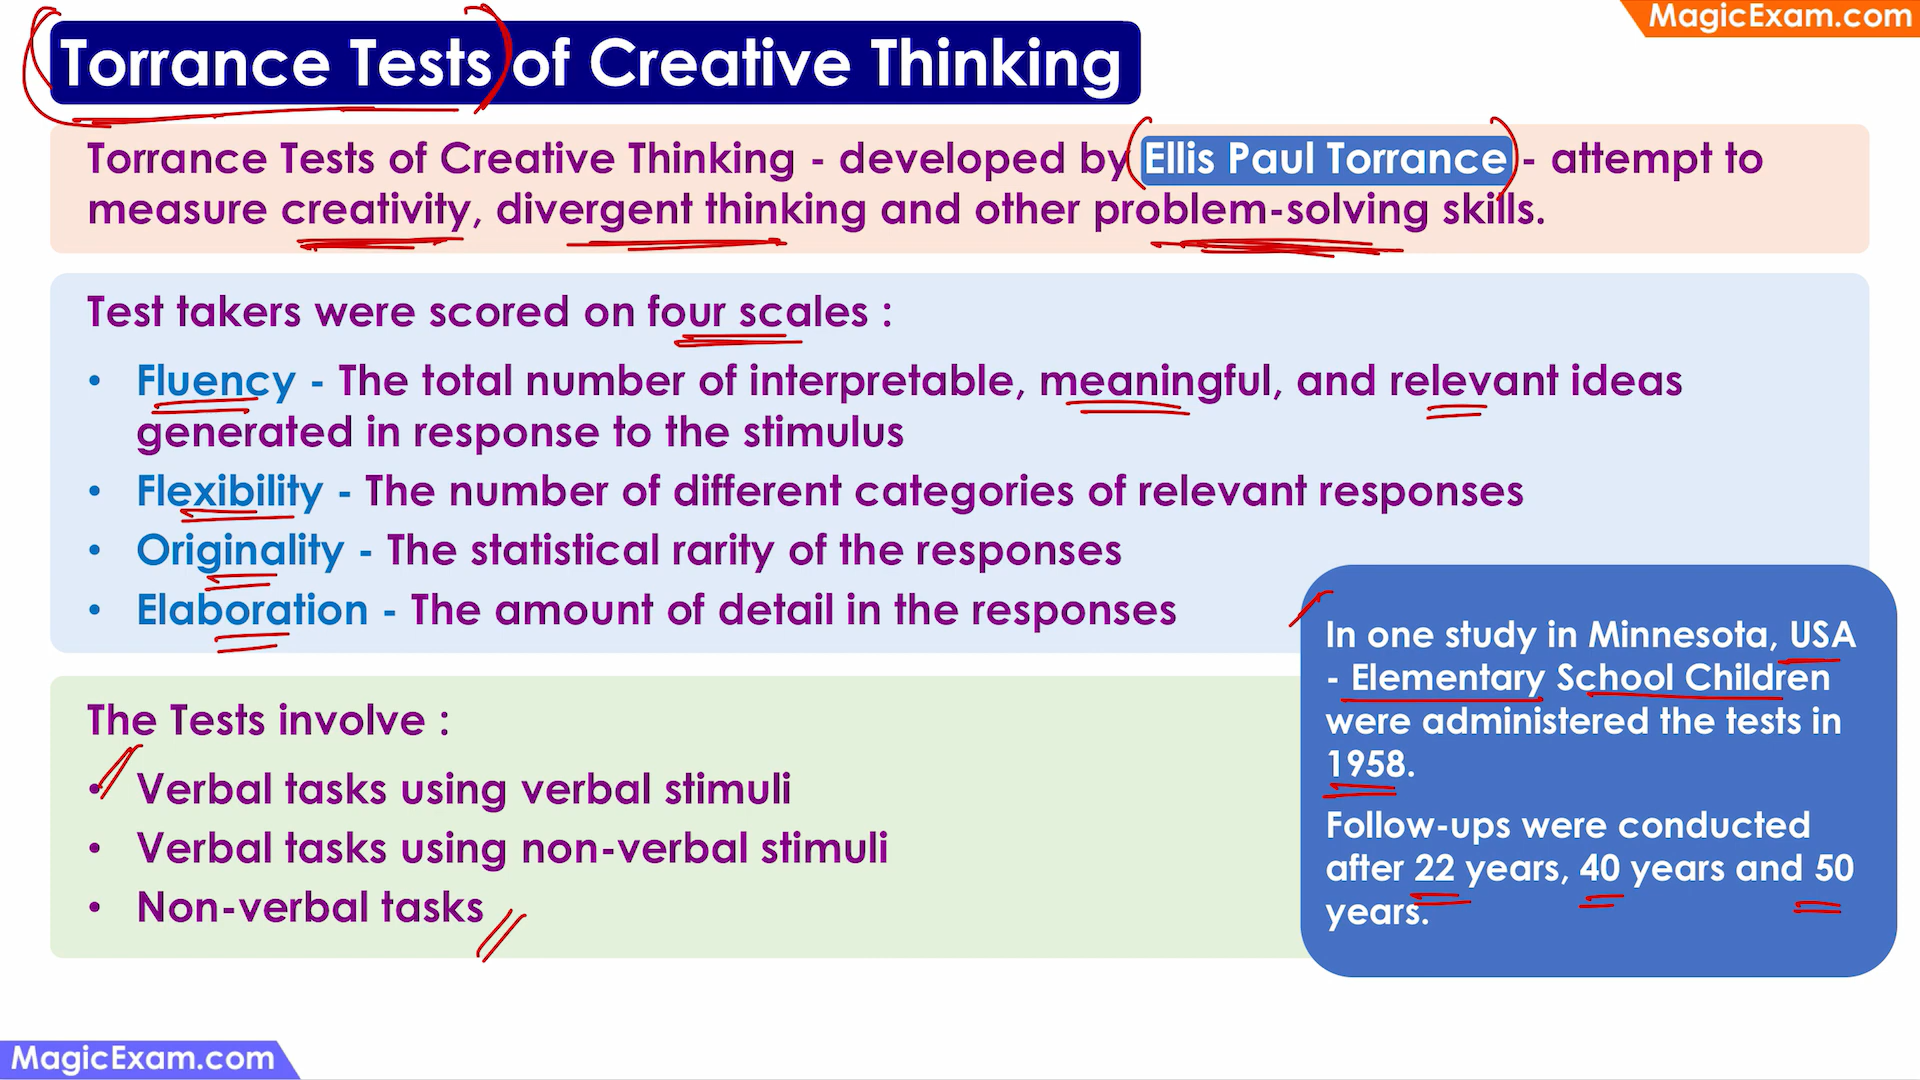 MagicExam.com
Torrance Tests of Creative Thinking
Torrance Tests of Creative Thinking - developed by Ellis Paul Torrance - attempt to
measure creativity, divergent thinking and other problem-solving skills.
Test takers were scored on four scales :
• Fluency - The total number of interpretable, meaningful, and relevant ideas
generated in response to the stimulus
• Flexibility - The number of different categories of relevant responses
• Originality - The statistical rarity of the responses
• Elaboration - The amount of detail in the responses
The Tests involve :
• Verbal tasks using verbal stimuli
• Verbal tasks using non-verbal stimuli
• Non-verbal tasks
In one study in Minnesota, USA
- Elementary School Children
were administered the tests in
1958.
Follow-ups were conducted
after 22 years, 40 years and 50
years.
MagicExam.com